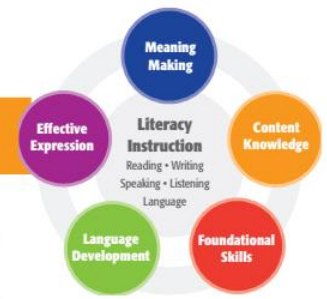 Meaning
Making
Effective
Expression
Literacy
Instruction
Reading • Writing
Speaking • Listening
Language
Content
Knowledge
Language
Development
Foundational
Skills